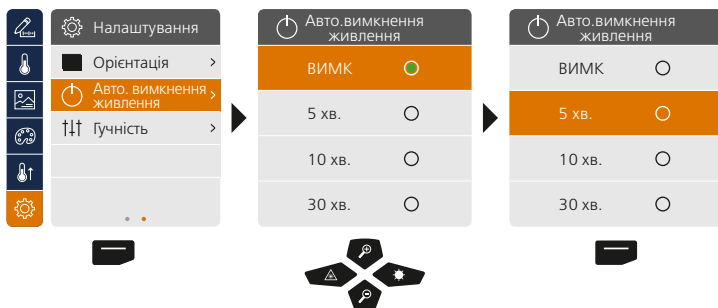 Налаштування
Орієнтація
Авто. вимкнення
живлення
Гучність
Авто.вимкнення
живлення
ВИМК
5 хв.
10 хв.
30 хв.
Авто.вимкнення
живлення
ВИМК
5 хв.
10 хв.
30 хв.